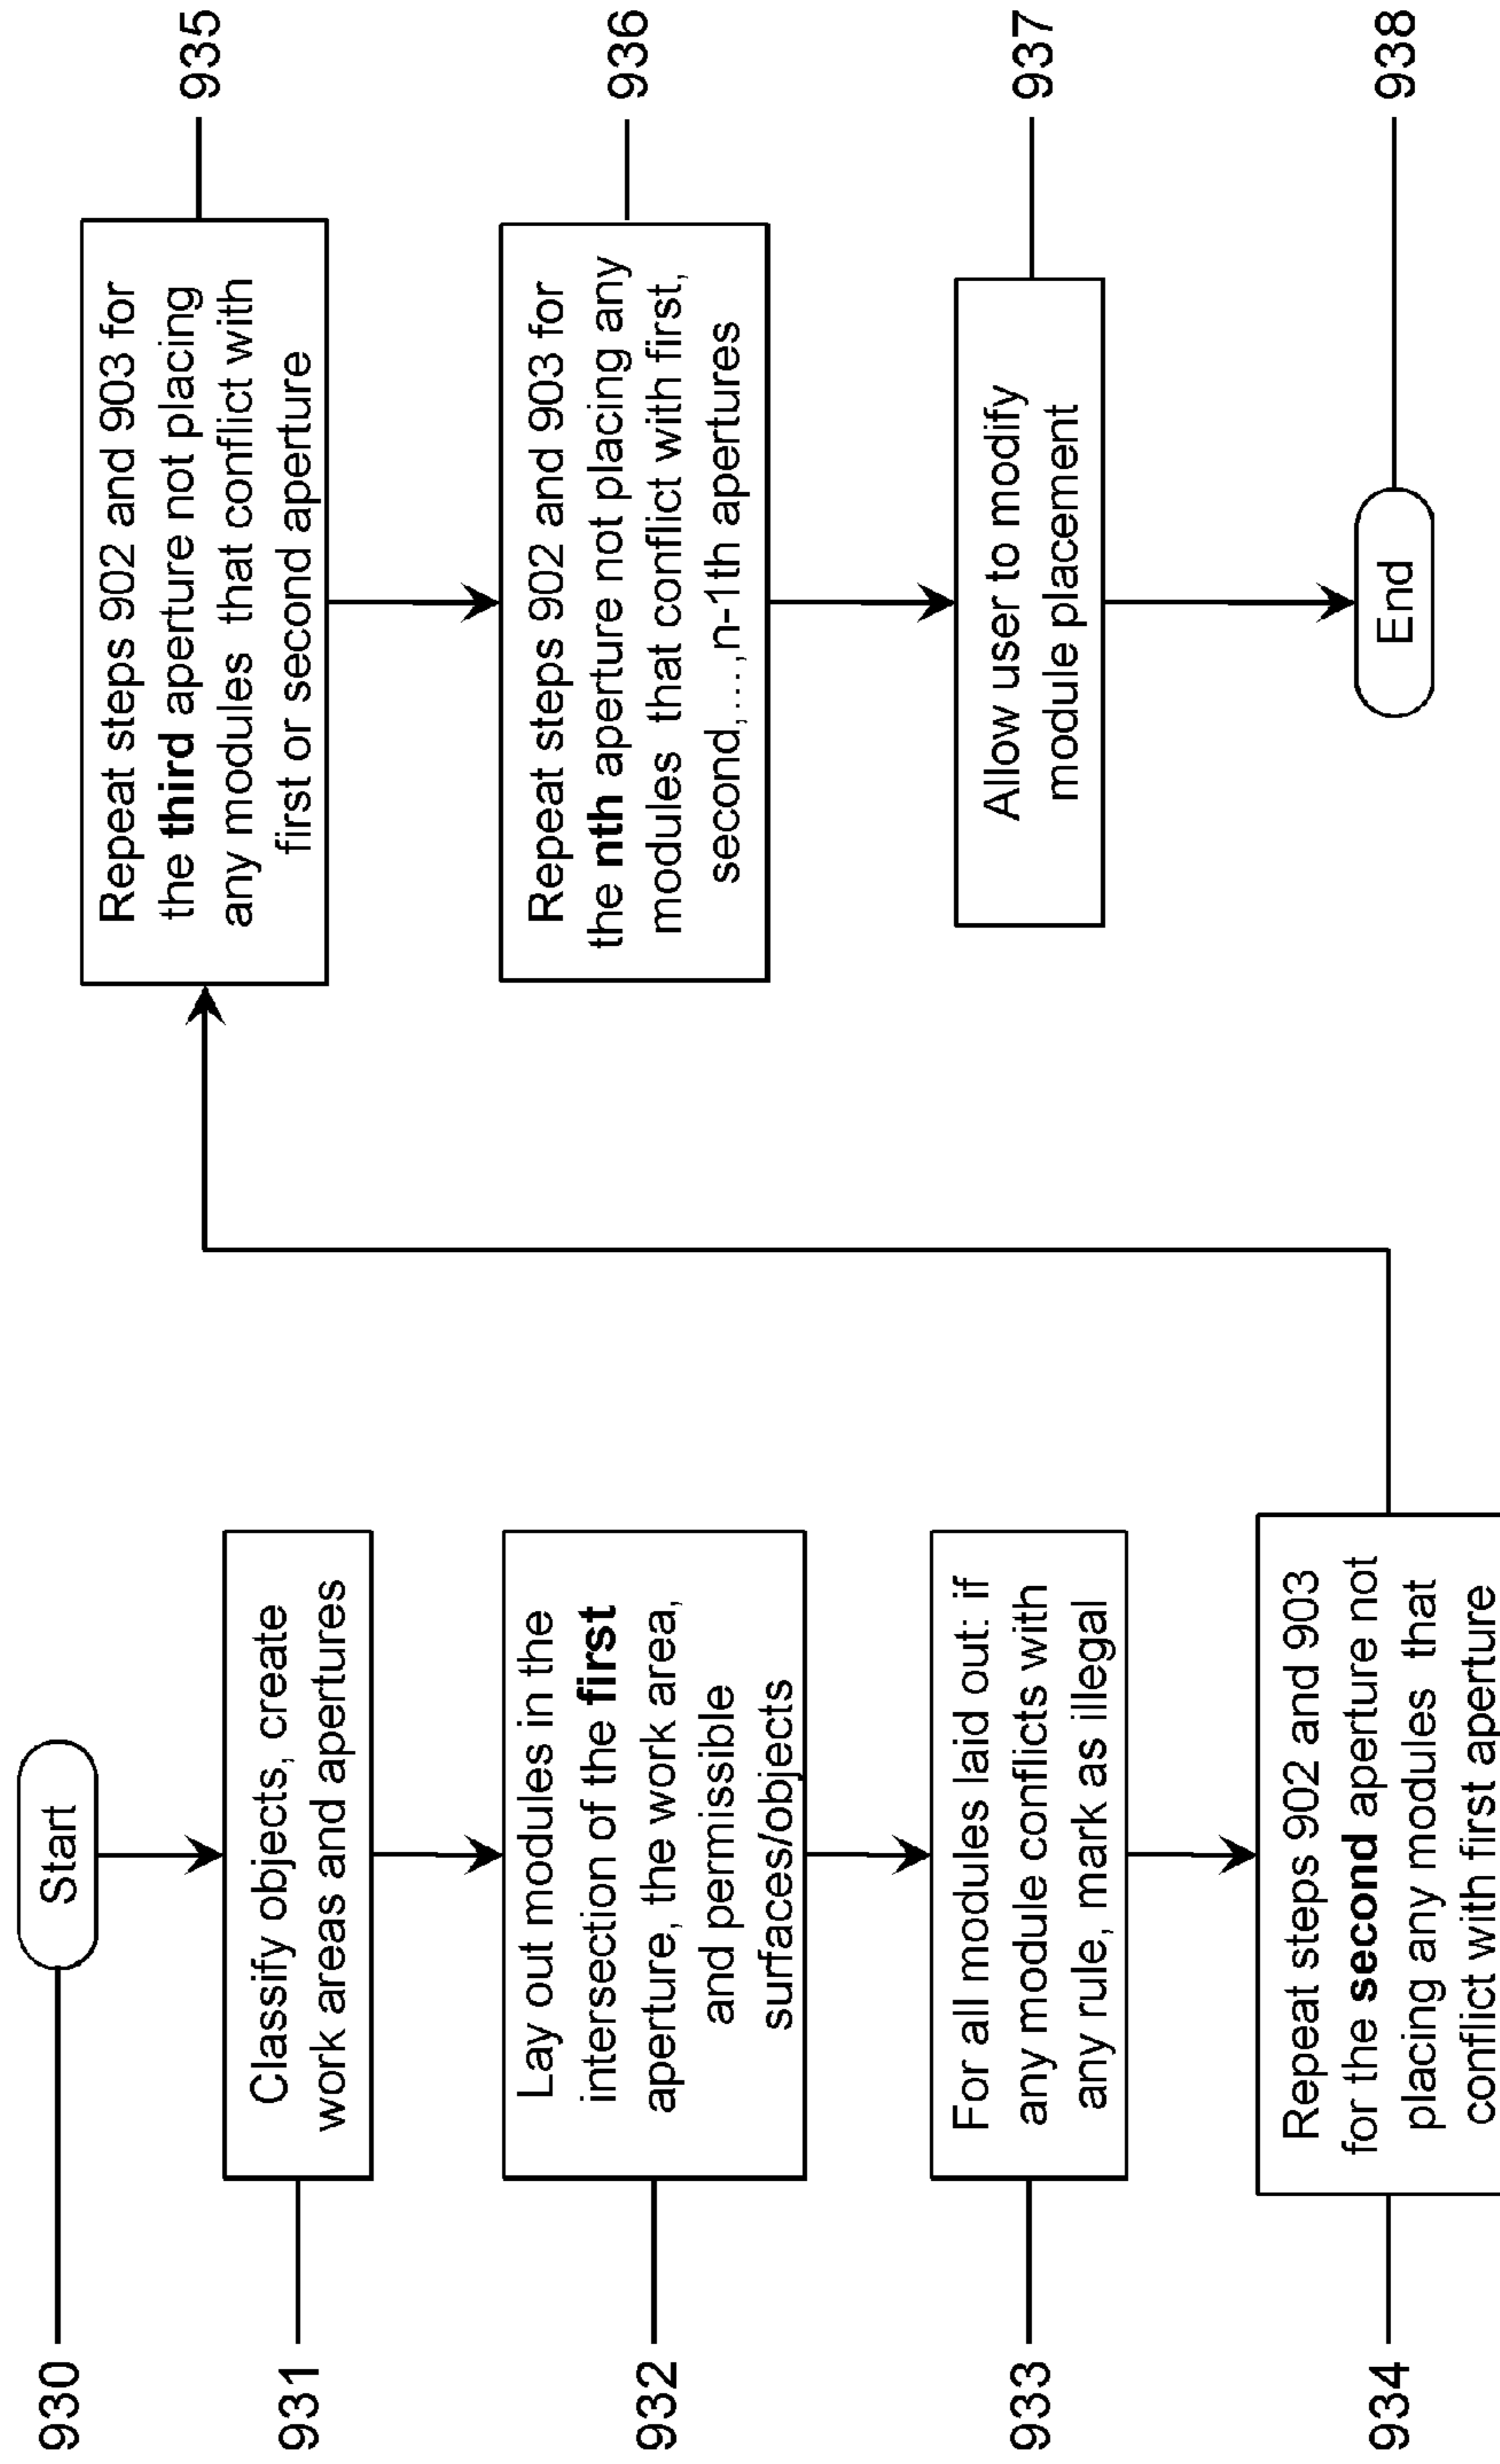 930
Start
931
Classify objects, create
work areas and apertures
932
Lay out modules in the
intersection of the first
aperture, the work area,
and permissible
surfaces/objects
933
For all modules laid out: if
any module conflicts with
any rule, mark as illegal
934
Repeat steps 902 and 903
for the second aperture not
placing any modules that
conflict with first aperture
Repeat steps 902 and 903 for
the third aperture not placing
any modules that conflict with
first or second aperture
935
Repeat steps 902 and 903 for
the nth aperture not placing any
modules that conflict with first,
second,...,n-1th apertures
936
Allow user to modify
module placement
937
End
938